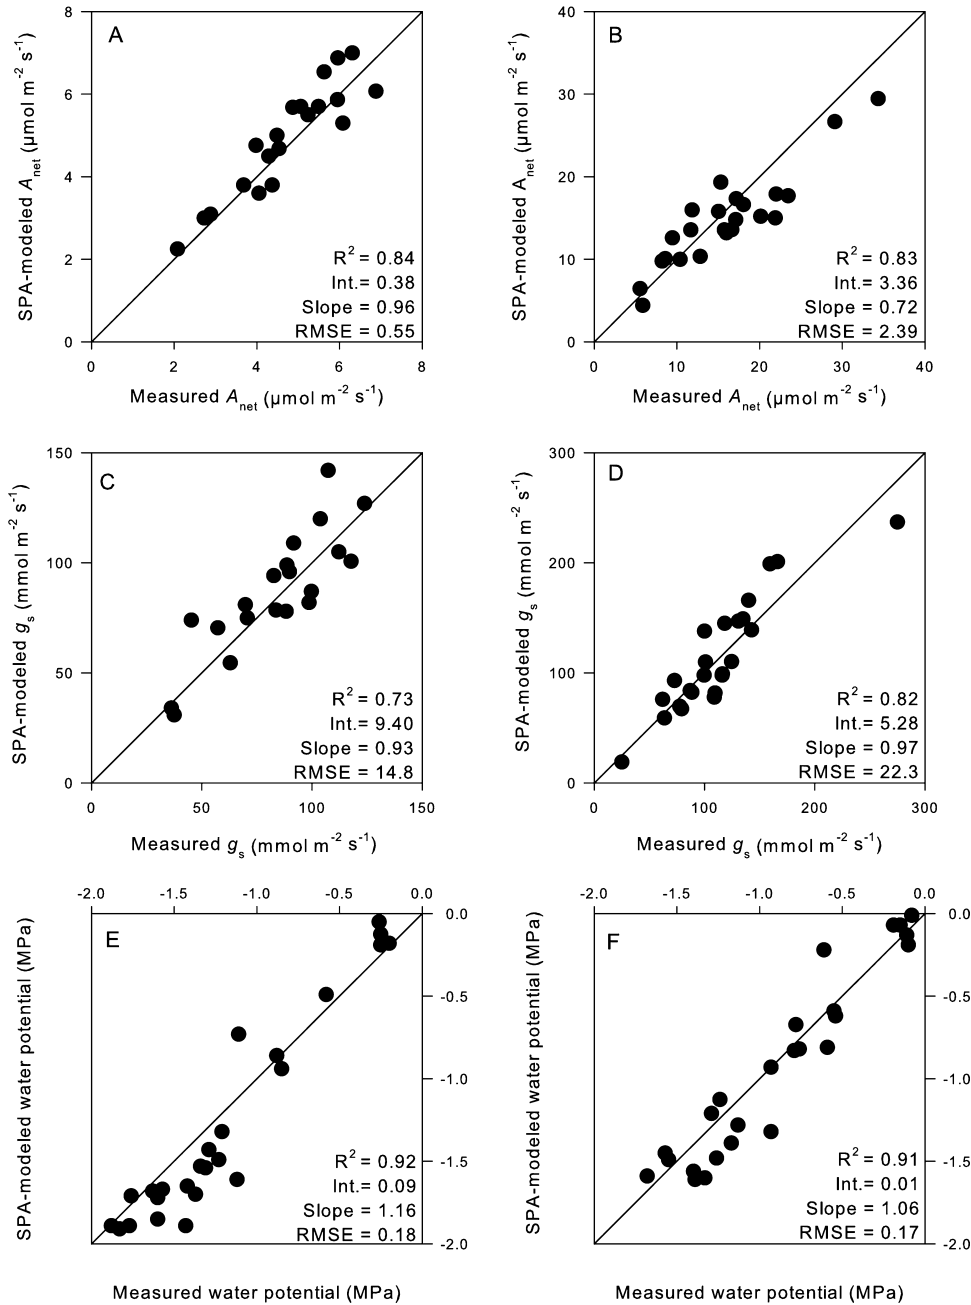 A
SPA-modeled Anet (µmol m-2 s-1)
8
6
4
2
0
R2 = 0.84
Int.= 0.38
Slope = 0.96
RMSE = 0.55
0 2 4 6 8
Measured Anet (µmol m-2 s-1)
B
SPA-modeled Anet (µmol m-2 s-1)
40
30
20
10
0
R2 = 0.83
Int.= 3.36
Slope = 0.72
RMSE = 2.39
0 10 20 30 40
Measured Anet (µmol m-2 s-1)
C
SPA-modeled gs (mmol m-2 s-1)
150
100
50
0
R2 = 0.73
Int.= 9.40
Slope = 0.93
RMSE = 14.8
0 50 100 150
Measured gs (mmol m-2 s-1)
D
SPA-modeled gs (mmol m-2 s-1)
300
200
100
0
R2 = 0.82
Int.= 5.28
Slope = 0.97
RMSE = 22.3
0 100 200 300
Measured gs (mmol m-2 s-1)
-2.0 -1.5 -1.0 -0.5 0.0
E
SPA-modeled water potential (MPa)
0.0
-0.5
-1.0
-1.5
-2.0
R2 = 0.92
Int.= 0.09
Slope = 1.16
RMSE = 0.18
Measured water potential (MPa)
-2.0 -1.5 -1.0 -0.5 0.0
F
SPA-modeled water potential (MPa)
0.0
-0.5
-1.0
-1.5
-2.0
R2 = 0.91
Int.= 0.01
Slope = 1.06
RMSE = 0.17
Measured water potential (MPa)